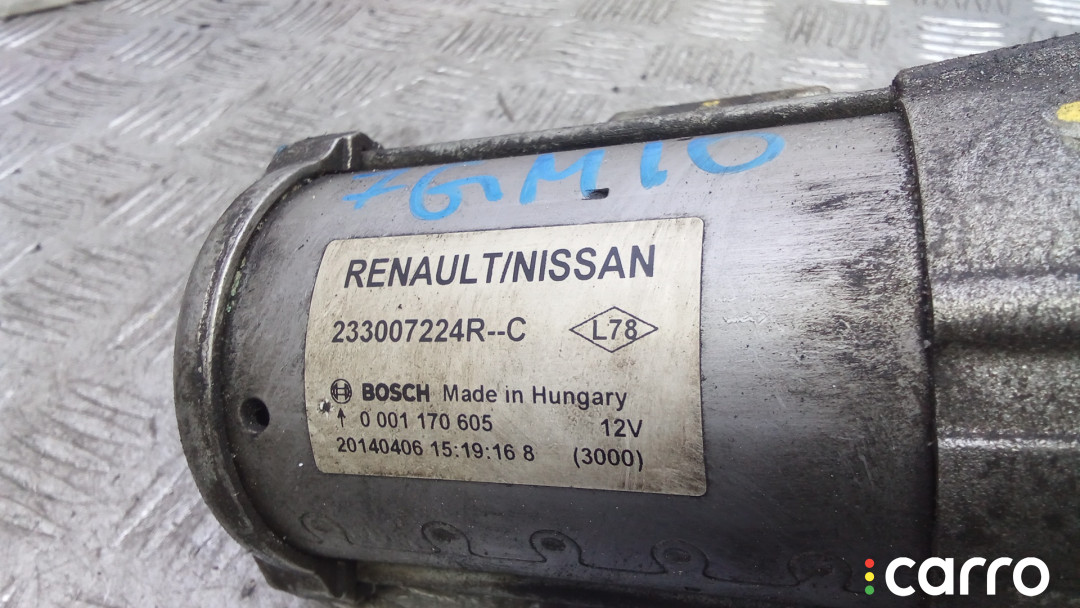 7GM10
RENAULT/NISSAN
233007224R--C L78
BOSCH Made in Hungary
↑ 0 001 170 605 12V
20140406 15:19:16 8 (3000)
carro